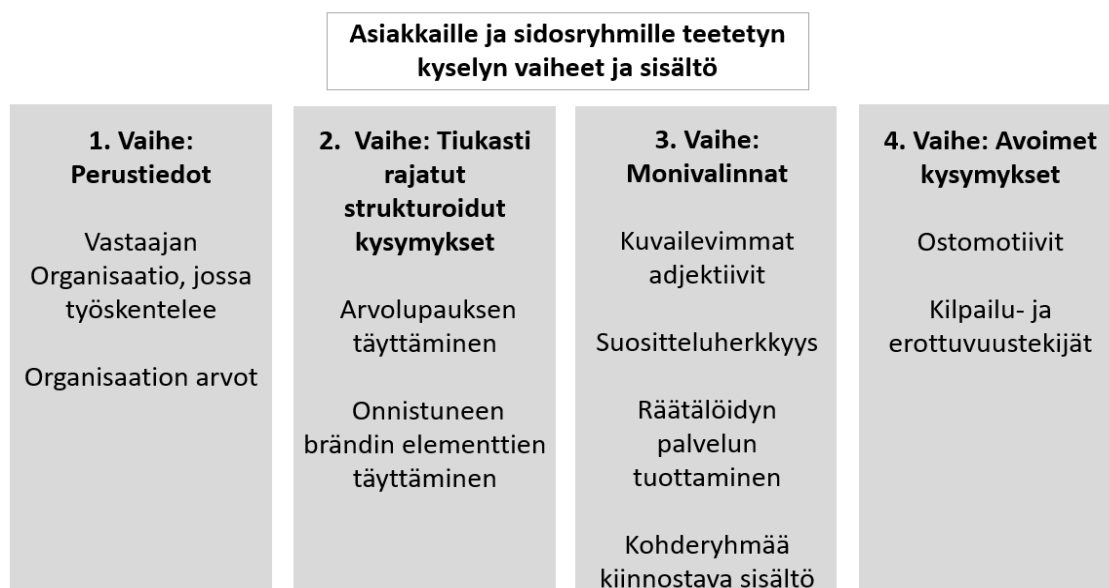 Asiakkaille ja sidosryhmille teetetyn
kyselyn vaiheet ja sisältö
1. Vaihe:
Perustiedot
Vastaajan
Organisaatio, jossa
työskentelee
Organisaation arvot
2. Vaihe: Tiukasti
rajatut
strukturoidut
kysymykset
Arvolupauksen
täyttäminen
Onnistuneen
brändin elementtien
täyttäminen
3. Vaihe:
Monivalinnat
Kuvailevimmat
adjektiivit
Suositteluherkkyys
Räätälöidyn
palvelun
tuottaminen
Kohderyhmää
kiinnostava sisältö
4. Vaihe: Avoimet
kysymykset
Ostomotiivit
Kilpailu- ja
erottuvuustekijät